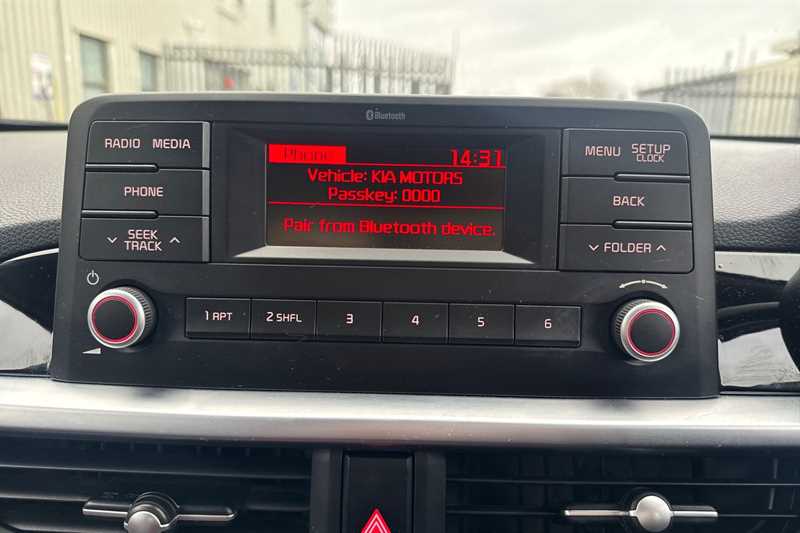 Bluetooth
RADIO MEDIA
PHONE
SEEK
TRACK
Phone 14:31
Vehicle: KIA MOTORS
Passkey: 0000
Pair from Bluetooth device.
MENU SETUP
CLOCK
BACK
FOLDER
1 APT
2 SHFL
3
4
5
6